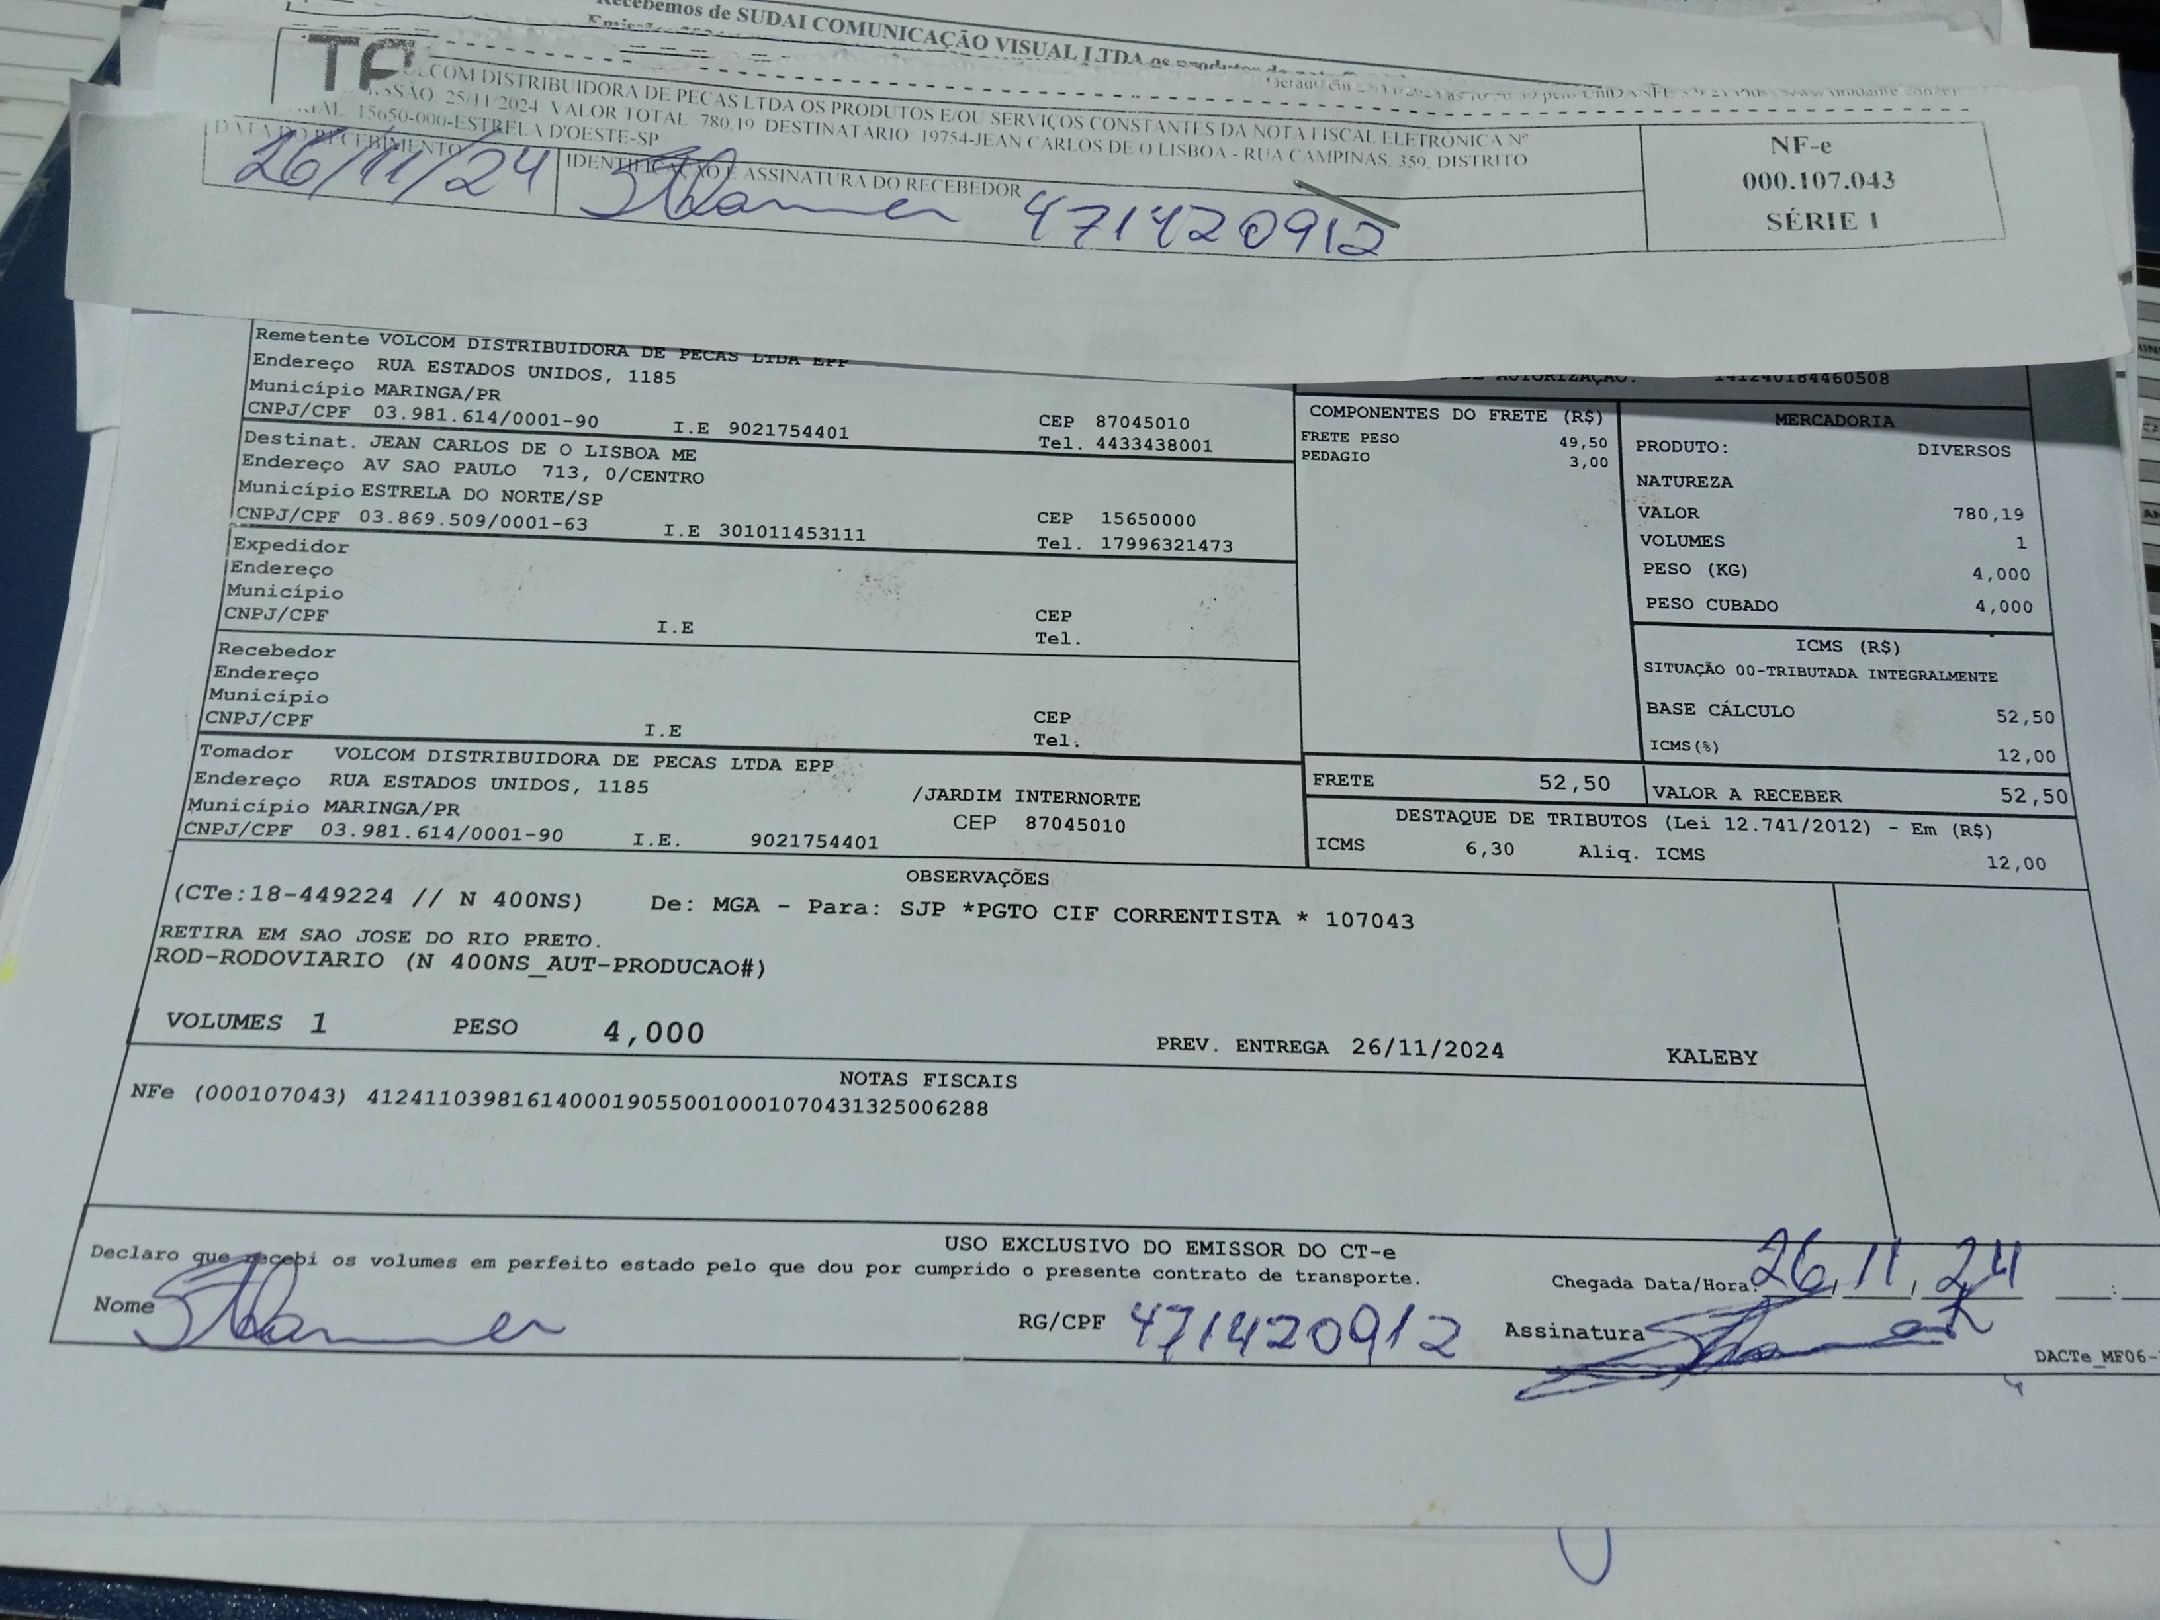 Recebemos de SUDAI COMUNICAÇÃO VISUAL LTDA os produtos
COM DISTRIBUIDORA DE PECAS LTDA OS PRODUTOS E/OU SERVIÇOS CONSTANTES DA NOTA FISCAL ELETRÔNICA Nº
SSÃO: 25/11/2024 VALOR TOTAL: 780,19 DESTINATÁRIO: 19754-JEAN CARLOS DE O LISBOA - RUA CAMPINAS, 359, DISTRITO
15650-000-ESTRELA D'OESTE-SP
DATA DO RECEBIMENTO
26/11/24
IDENTIFICAÇÃO E ASSINATURA DO RECEBEDOR
471420912
NF-e
000.107.043
SÉRIE 1
Remetente VOLCOM DISTRIBUIDORA DE PECAS LTDA EPP
Endereço RUA ESTADOS UNIDOS, 1185
Município MARINGA/PR
CNPJ/CPF 03.981.614/0001-90 I.E 9021754401 CEP 87045010
Tel. 4433438001
Destinat. JEAN CARLOS DE O LISBOA ME
Endereço AV SAO PAULO 713, 0/CENTRO
Município ESTRELA DO NORTE/SP
CNPJ/CPF 03.869.509/0001-63 I.E 301011453111 CEP 15650000
Tel. 17996321473
Expedidor
Endereço
Município
CNPJ/CPF I.E CEP
Tel.
Recebedor
Endereço
Município
CNPJ/CPF I.E CEP
Tel.
Tomador VOLCOM DISTRIBUIDORA DE PECAS LTDA EPP
Endereço RUA ESTADOS UNIDOS, 1185 /JARDIM INTERNORTE
Município MARINGA/PR CEP 87045010
CNPJ/CPF 03.981.614/0001-90 I.E. 9021754401
DE AUTORIZAÇÃO: 141240184460508
COMPONENTES DO FRETE (R$)
FRETE PESO 49,50
PEDAGIO 3,00
MERCADORIA
PRODUTO: DIVERSOS
NATUREZA
VALOR 780,19
VOLUMES 1
PESO (KG) 4,000
PESO CUBADO 4,000
ICMS (R$)
SITUAÇÃO 00-TRIBUTADA INTEGRALMENTE
BASE CÁLCULO 52,50
ICMS(%) 12,00
FRETE 52,50 VALOR A RECEBER 52,50
DESTAQUE DE TRIBUTOS (Lei 12.741/2012) - Em (R$)
ICMS 6,30 Aliq. ICMS 12,00
OBSERVAÇÕES
(CTe:18-449224 // N 400NS) De: MGA - Para: SJP *PGTO CIF CORRENTISTA * 107043
RETIRA EM SAO JOSE DO RIO PRETO.
ROD-RODOVIARIO (N 400NS_AUT-PRODUCAO#)
VOLUMES 1 PESO 4,000 PREV. ENTREGA 26/11/2024 KALEBY
NOTAS FISCAIS
NFe (000107043) 41241103981614000190550010001070431325006288
USO EXCLUSIVO DO EMISSOR DO CT-e
Declaro que recebi os volumes em perfeito estado pelo que dou por cumprido o presente contrato de transporte.
Chegada Data/Hora: 26, 11, 24
Nome RG/CPF 471420912 Assinatura
DACTe_MF06-